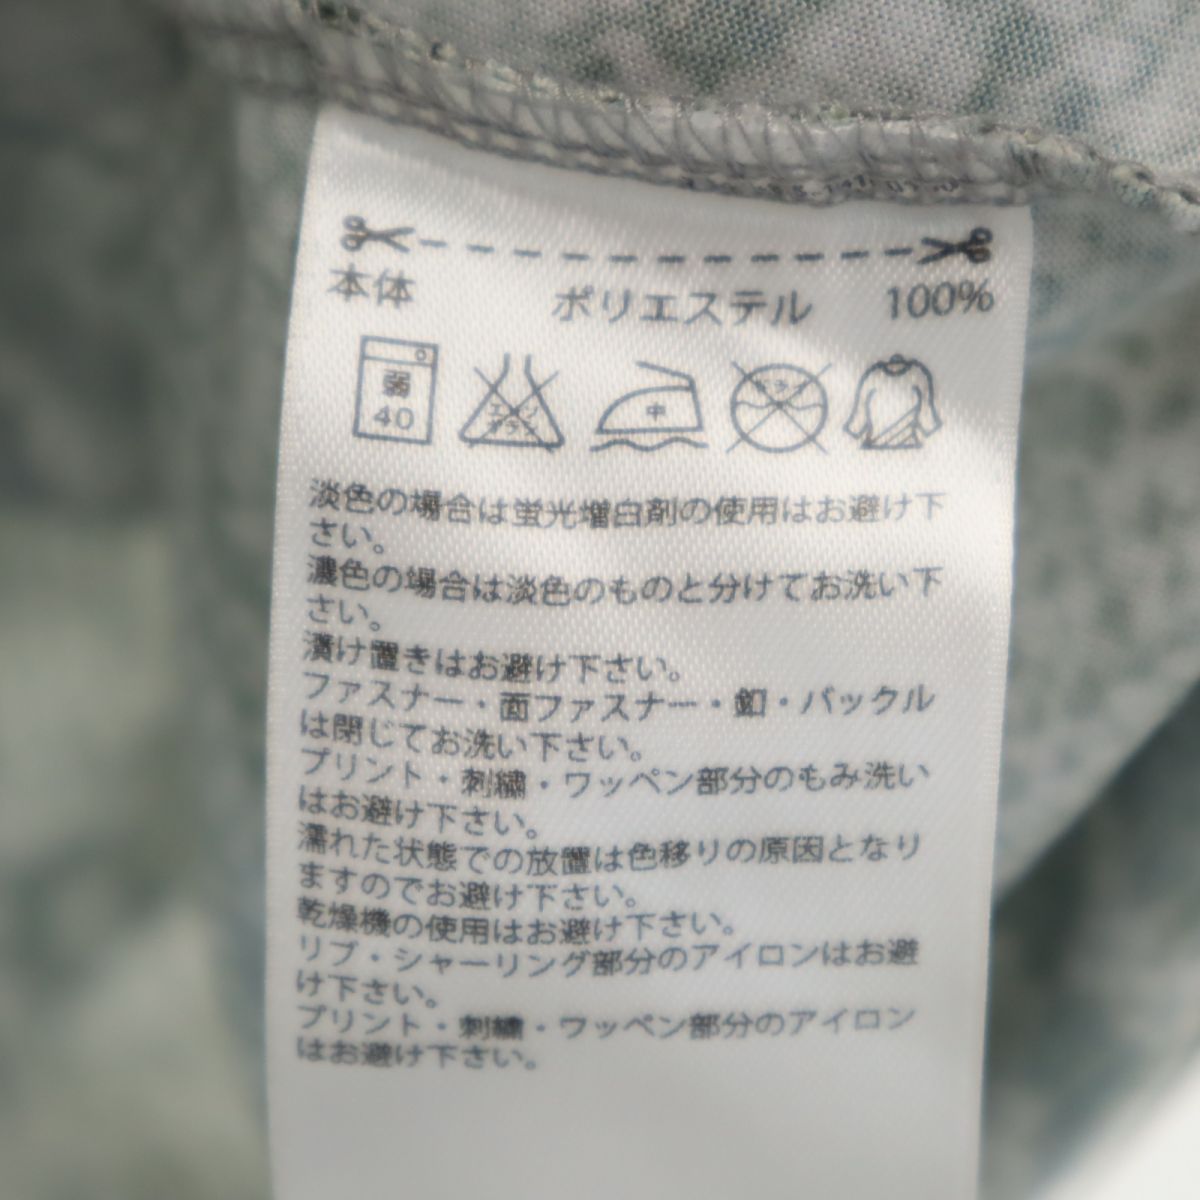 本体 ポリエステル 100%
弱
40
エンソ
サラシ
中
ドライ
淡色の場合は蛍光増白剤の使用はお避け下
さい。
濃色の場合は淡色のものと分けてお洗い下
さい。
漬け置きはお避け下さい。
ファスナー・面ファスナー・釦・バックル
は閉じてお洗い下さい。
プリント・刺繍・ワッペン部分のもみ洗い
はお避け下さい。
濡れた状態での放置は色移りの原因となり
ますのでお避け下さい。
乾燥機の使用はお避け下さい。
リブ・シャーリング部分のアイロンはお避
け下さい。
プリント・刺繍・ワッペン部分のアイロン
はお避け下さい。